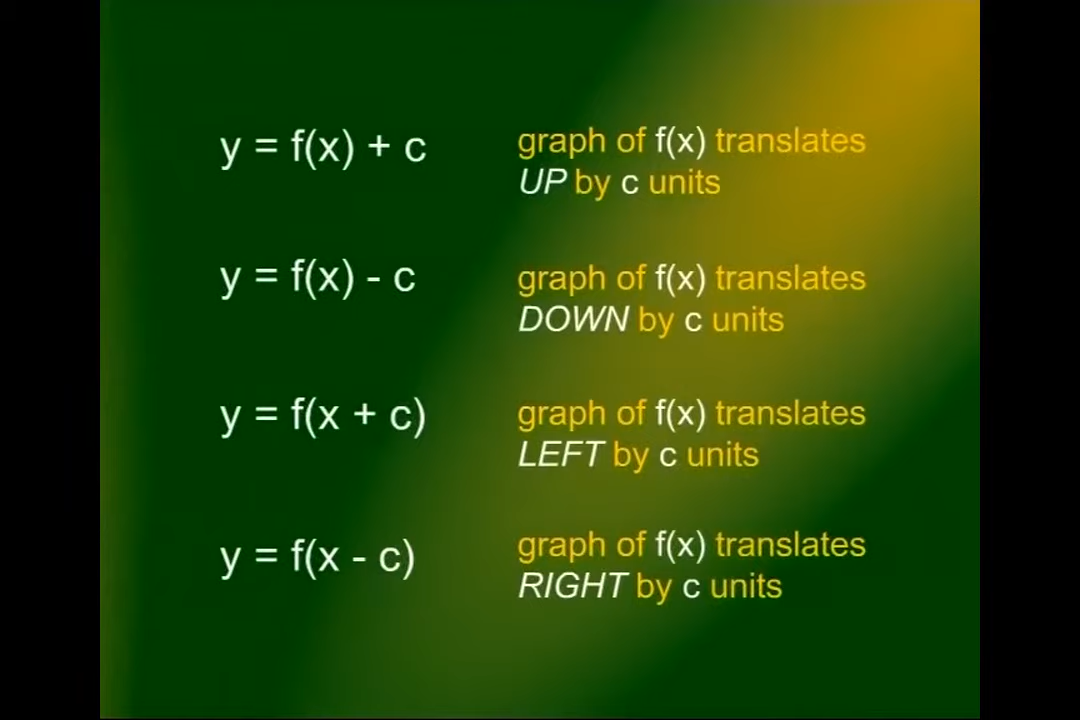 y = f(x) + c
graph of f(x) translates
UP by c units
y = f(x) - c
graph of f(x) translates
DOWN by c units
y = f(x + c)
graph of f(x) translates
LEFT by c units
y = f(x - c)
graph of f(x) translates
RIGHT by c units